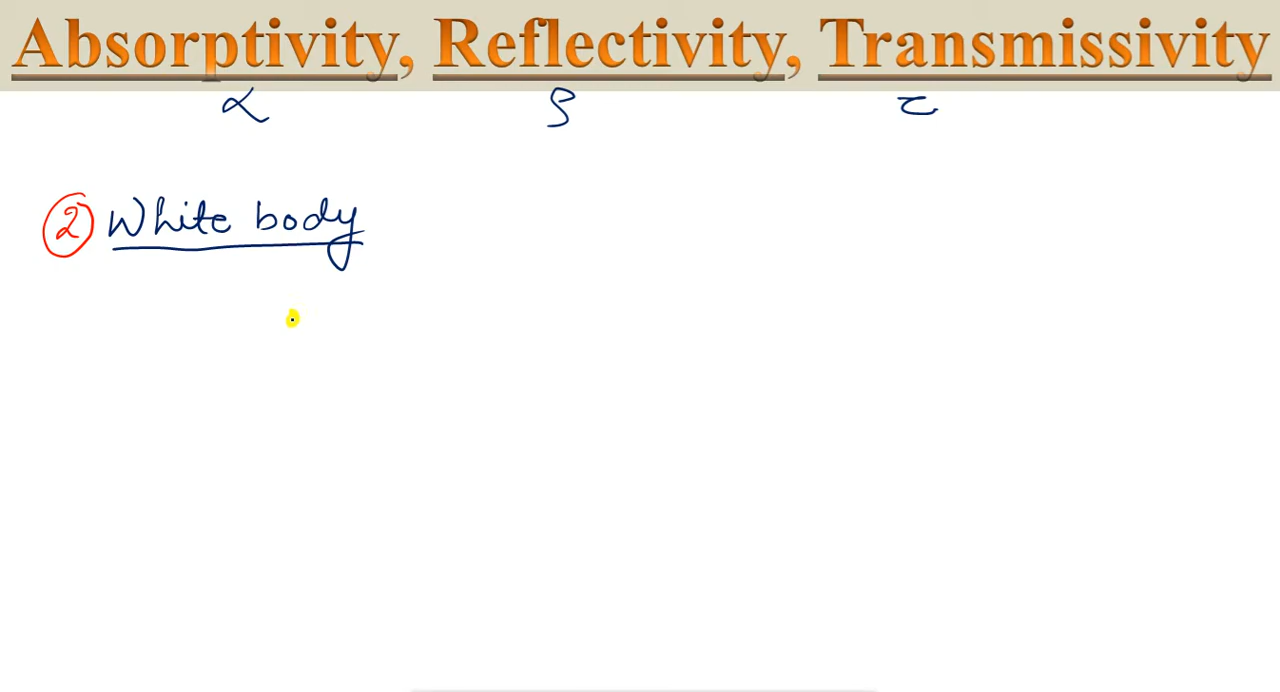 Absorptivity, Reflectivity, Transmissivity
α ρ τ
② White body